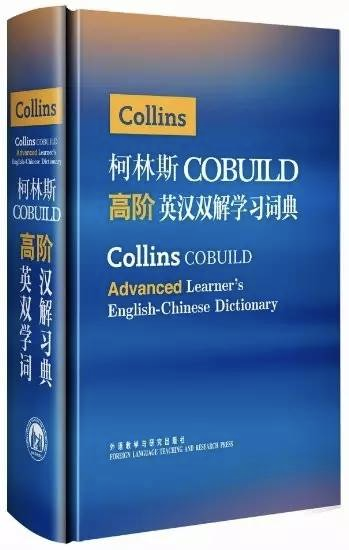 Collins
Collins COBUILD
Advanced Learner's
English-Chinese Dictionary
柯林斯
COBUILD
高阶
英汉
双解
学习
词典
Collins
柯林斯 COBUILD
高阶 英汉双解学习词典
Collins COBUILD
Advanced Learner's
English-Chinese Dictionary
外语教学与研究出版社
FOREIGN LANGUAGE TEACHING AND RESEARCH PRESS